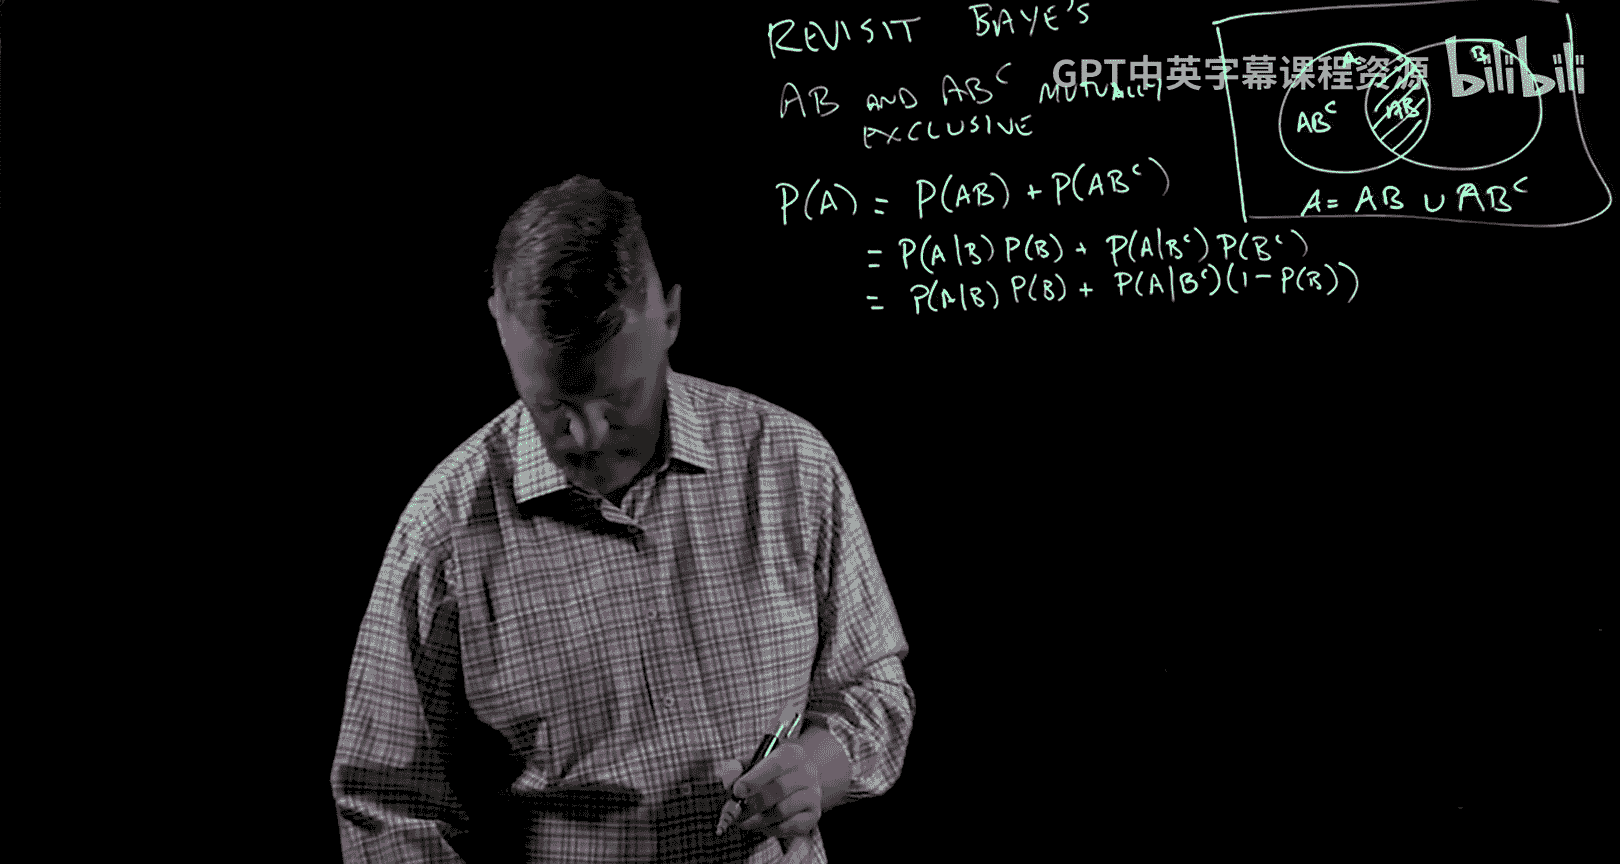 REVISIT BAYE'S
AB AND AB^C MUTUALLY
EXCLUSIVE
P(A) = P(AB) + P(AB^C)
= P(A|B) P(B) + P(A|B^C) P(B^C)
= P(A|B) P(B) + P(A|B^C)(1 - P(B))
GPT中英字幕课程资源
bilibili
A
B
AB^C
AB
A = AB ∪ AB^C